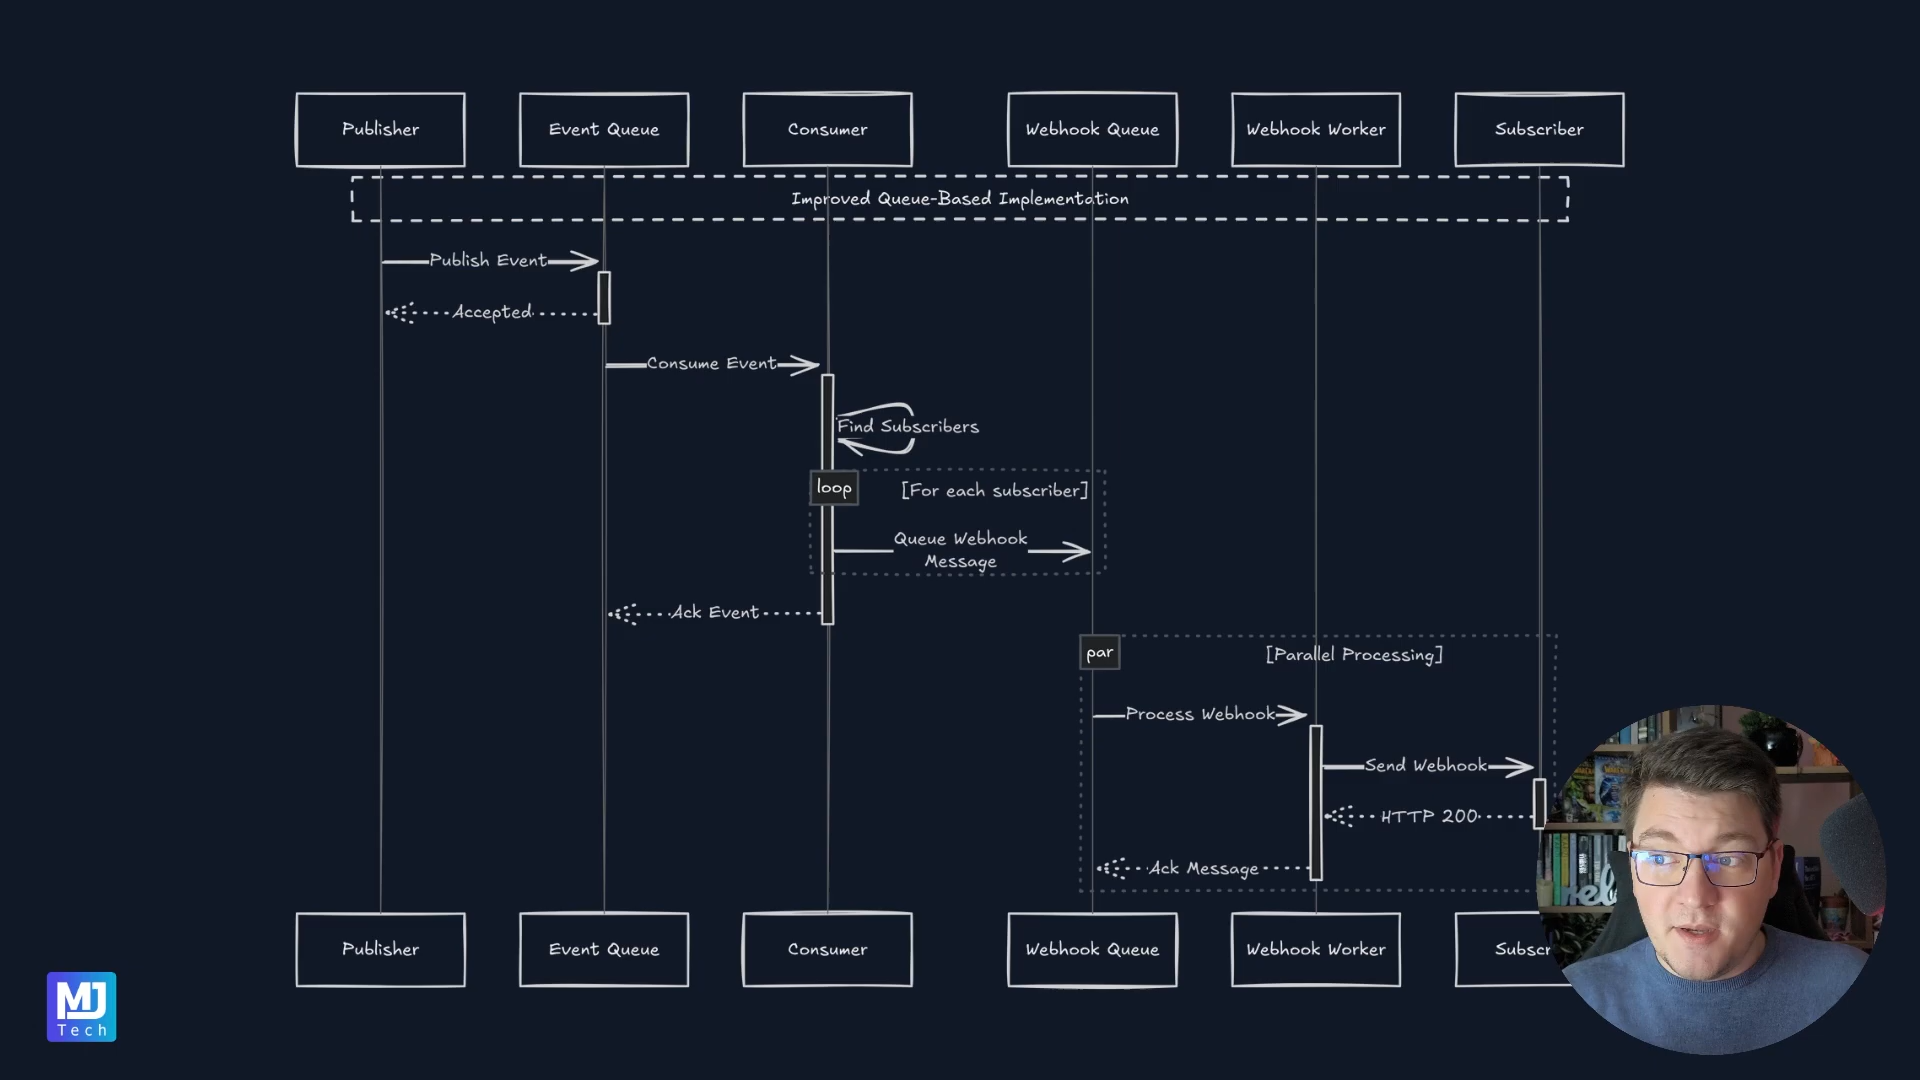 Publisher
Event Queue
Consumer
Webhook Queue
Webhook Worker
Subscriber
Improved Queue-Based Implementation
Publish Event
Accepted
Consume Event
Find Subscribers
loop
[For each subscriber]
Queue Webhook
Message
Ack Event
par
[Parallel Processing]
Process Webhook
Send Webhook
HTTP 200
Ack Message
Publisher
Event Queue
Consumer
Webhook Queue
Webhook Worker
Subscr
MJ
Tech